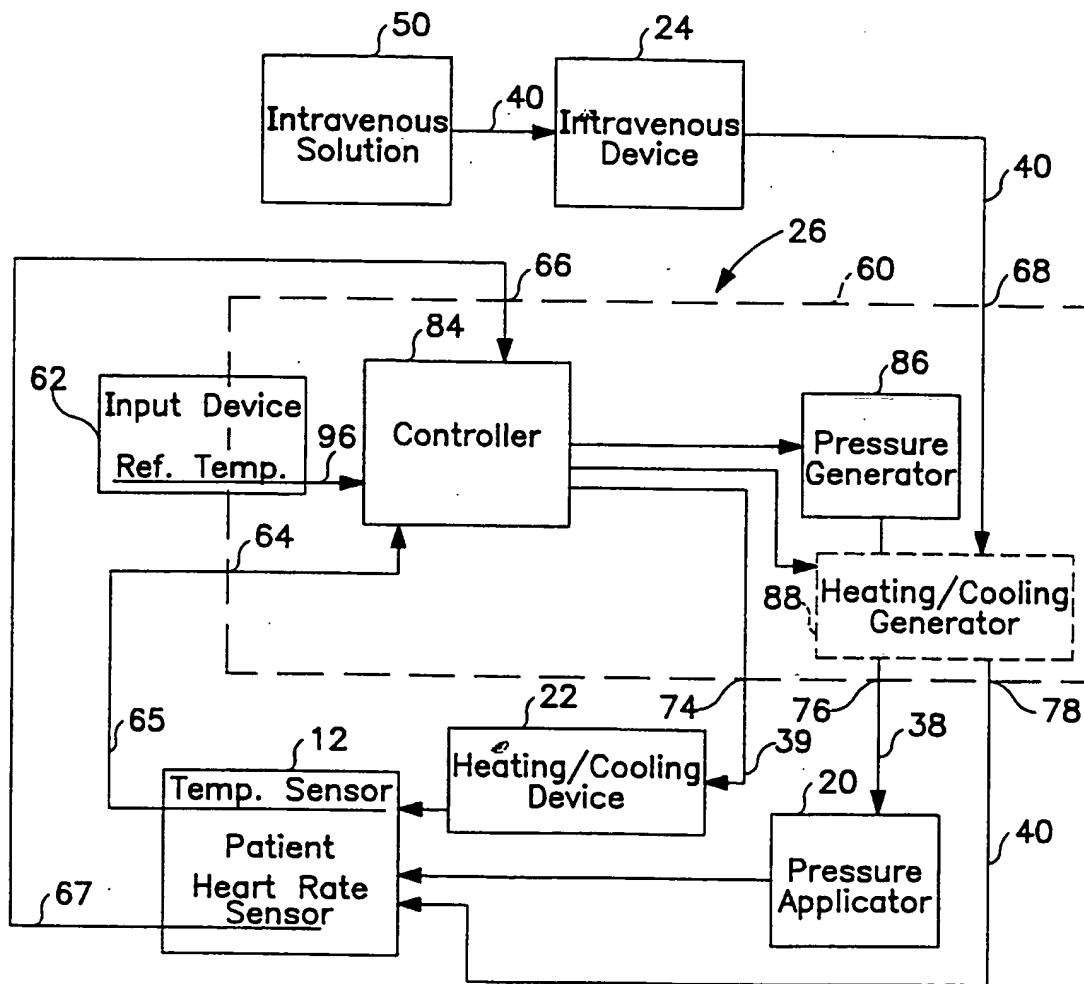 50
24
40
Intravenous
Solution
Intravenous
Device
40
26
66
60
68
84
86
62
Input Device
Ref. Temp.
96
Controller
Pressure
Generator
64
88
Heating/Cooling
Generator
74
76
78
65
12
22
39
38
20
40
Temp. Sensor
Heating/Cooling
Device
Patient
Heart Rate
Sensor
Pressure
Applicator
67